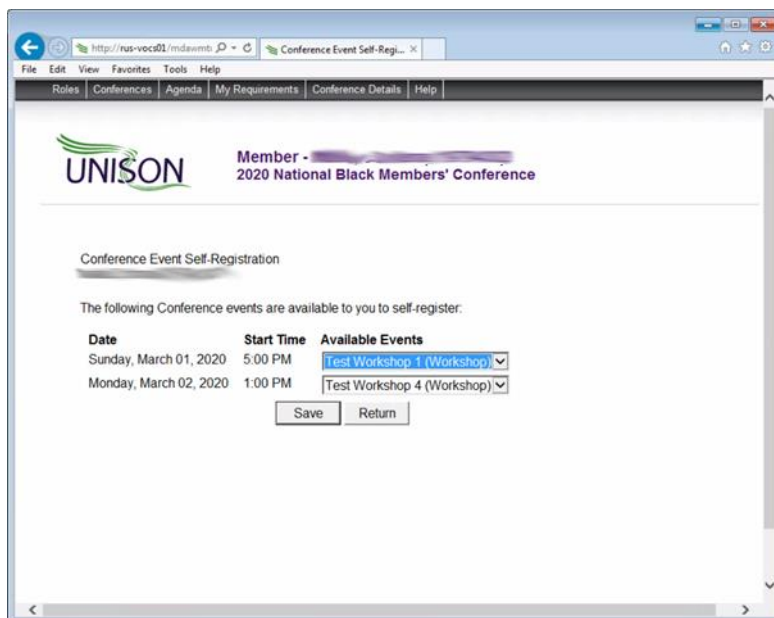 http://rus-vocs01/mdawmb
Conference Event Self-Regi...
File Edit View Favorites Tools Help
Roles Conferences Agenda My Requirements Conference Details Help
UNISON
Member -
2020 National Black Members' Conference
Conference Event Self-Registration
The following Conference events are available to you to self-register:
Date Start Time Available Events
Sunday, March 01, 2020 5:00 PM Test Workshop 1 (Workshop)
Monday, March 02, 2020 1:00 PM Test Workshop 4 (Workshop)
Save Return